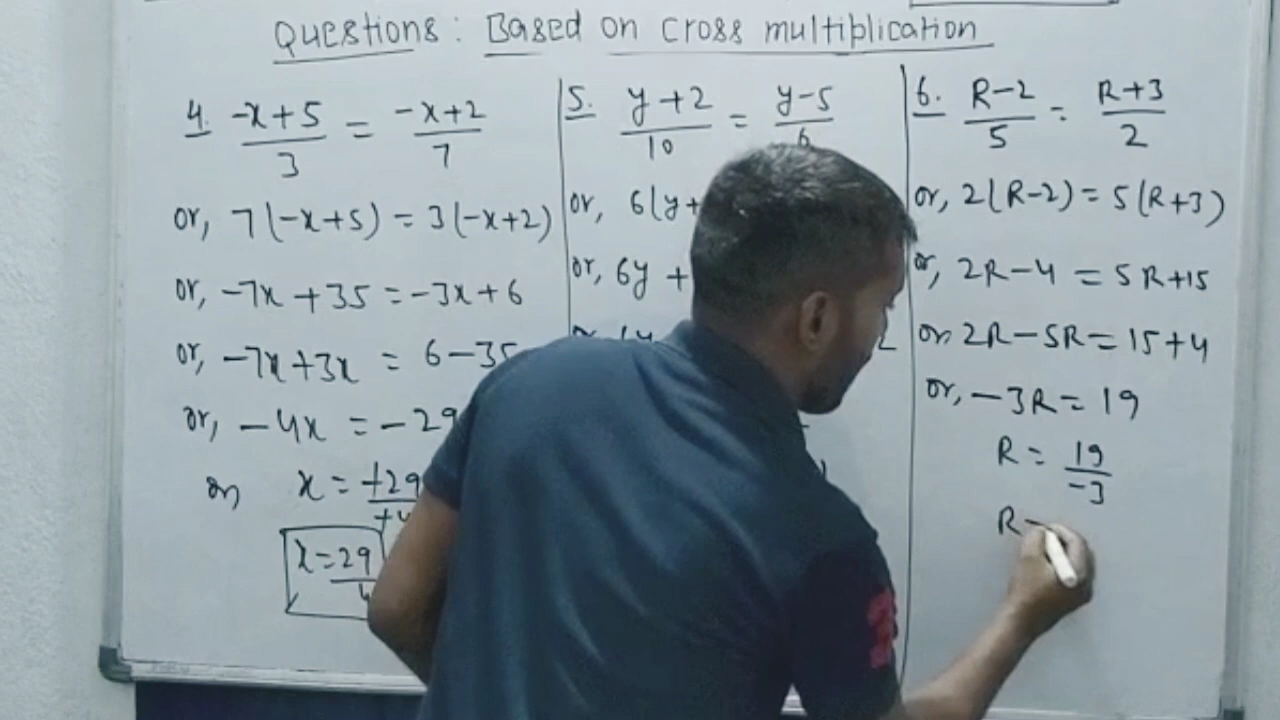 Questions: Based on cross multiplication
4. -x+5/3 = -x+2/7
or, 7(-x+5) = 3(-x+2)
or, -7x+35 = -3x+6
or, -7x+3x = 6-35
or, -4x = -29
or, x = +29
x = 29/4
5. y+2/10 = y-5/6
or, 6(y+
or, 6y +
6. R-2/5 = R+3/2
or, 2(R-2) = 5(R+3)
or, 2R-4 = 5R+15
or, 2R-5R = 15+4
or, -3R = 19
R = 19/-3
R =
3